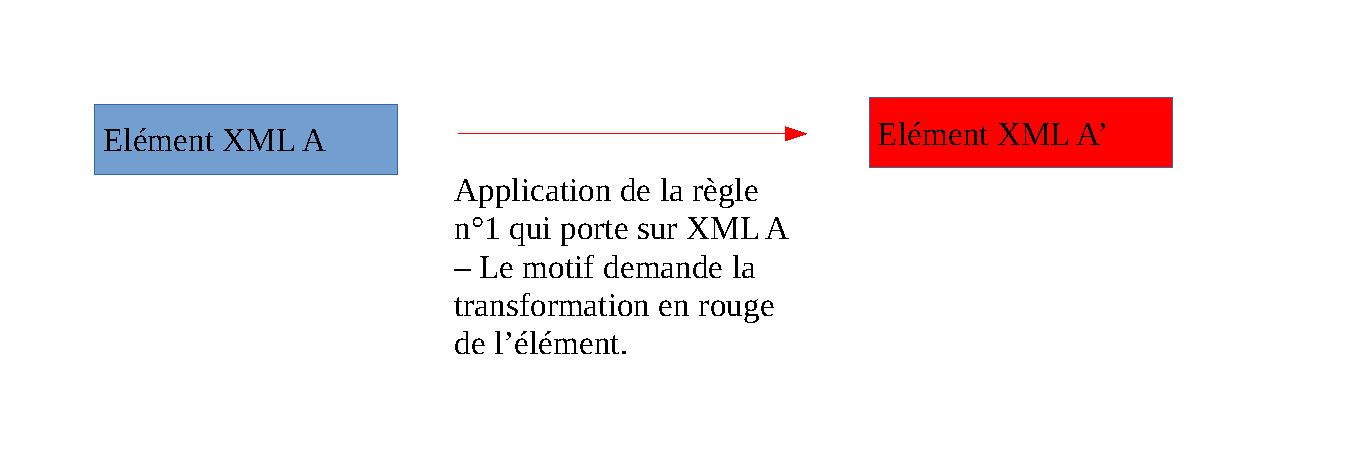 Elément XML A
Elément XML A’
Application de la règle
n°1 qui porte sur XML A
– Le motif demande la
transformation en rouge
de l’élément.